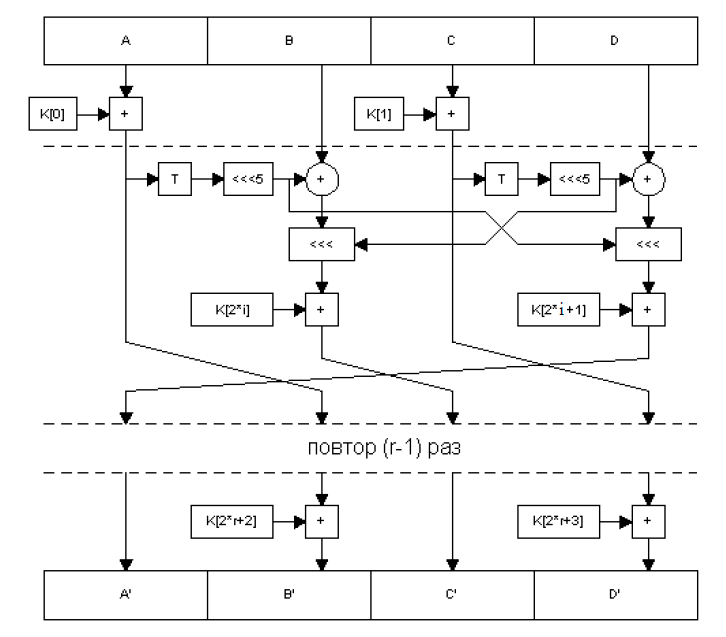 A B C D
K[0] + K[1] +
T <<<5 + T <<<5 +
<<< <<<
K[2*i] + K[2*i+1] +
повтор (r-1) раз
K[2*r+2] + K[2*r+3] +
A' B' C' D'